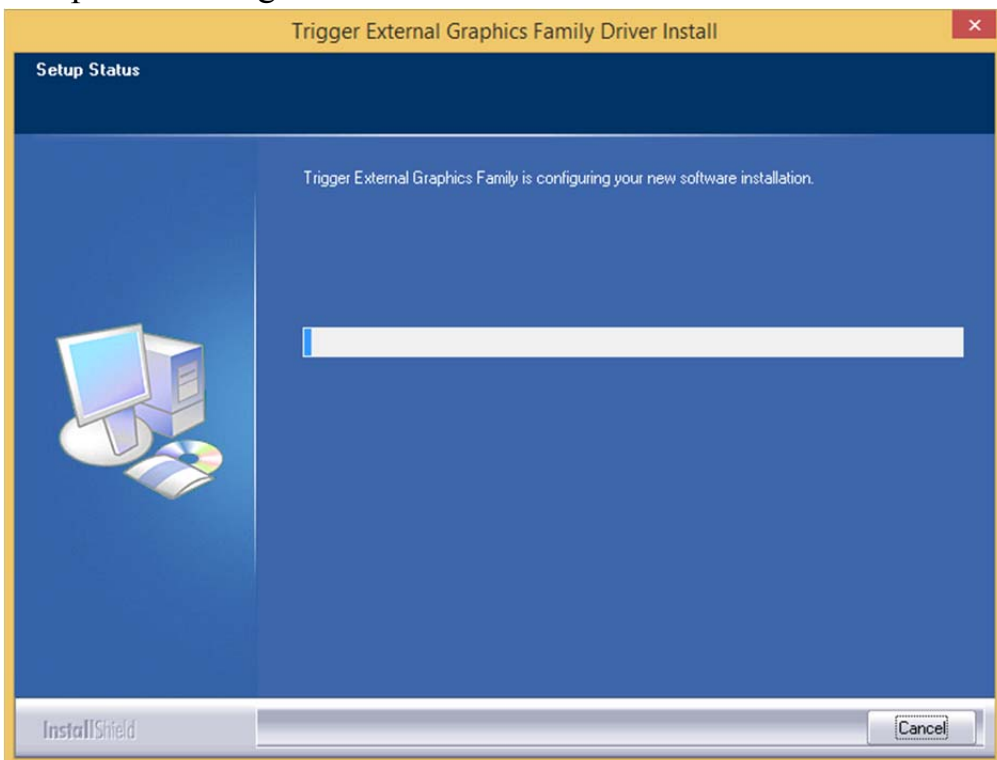 Trigger External Graphics Family Driver Install
Setup Status
Trigger External Graphics Family is configuring your new software installation.
InstallShield
Cancel